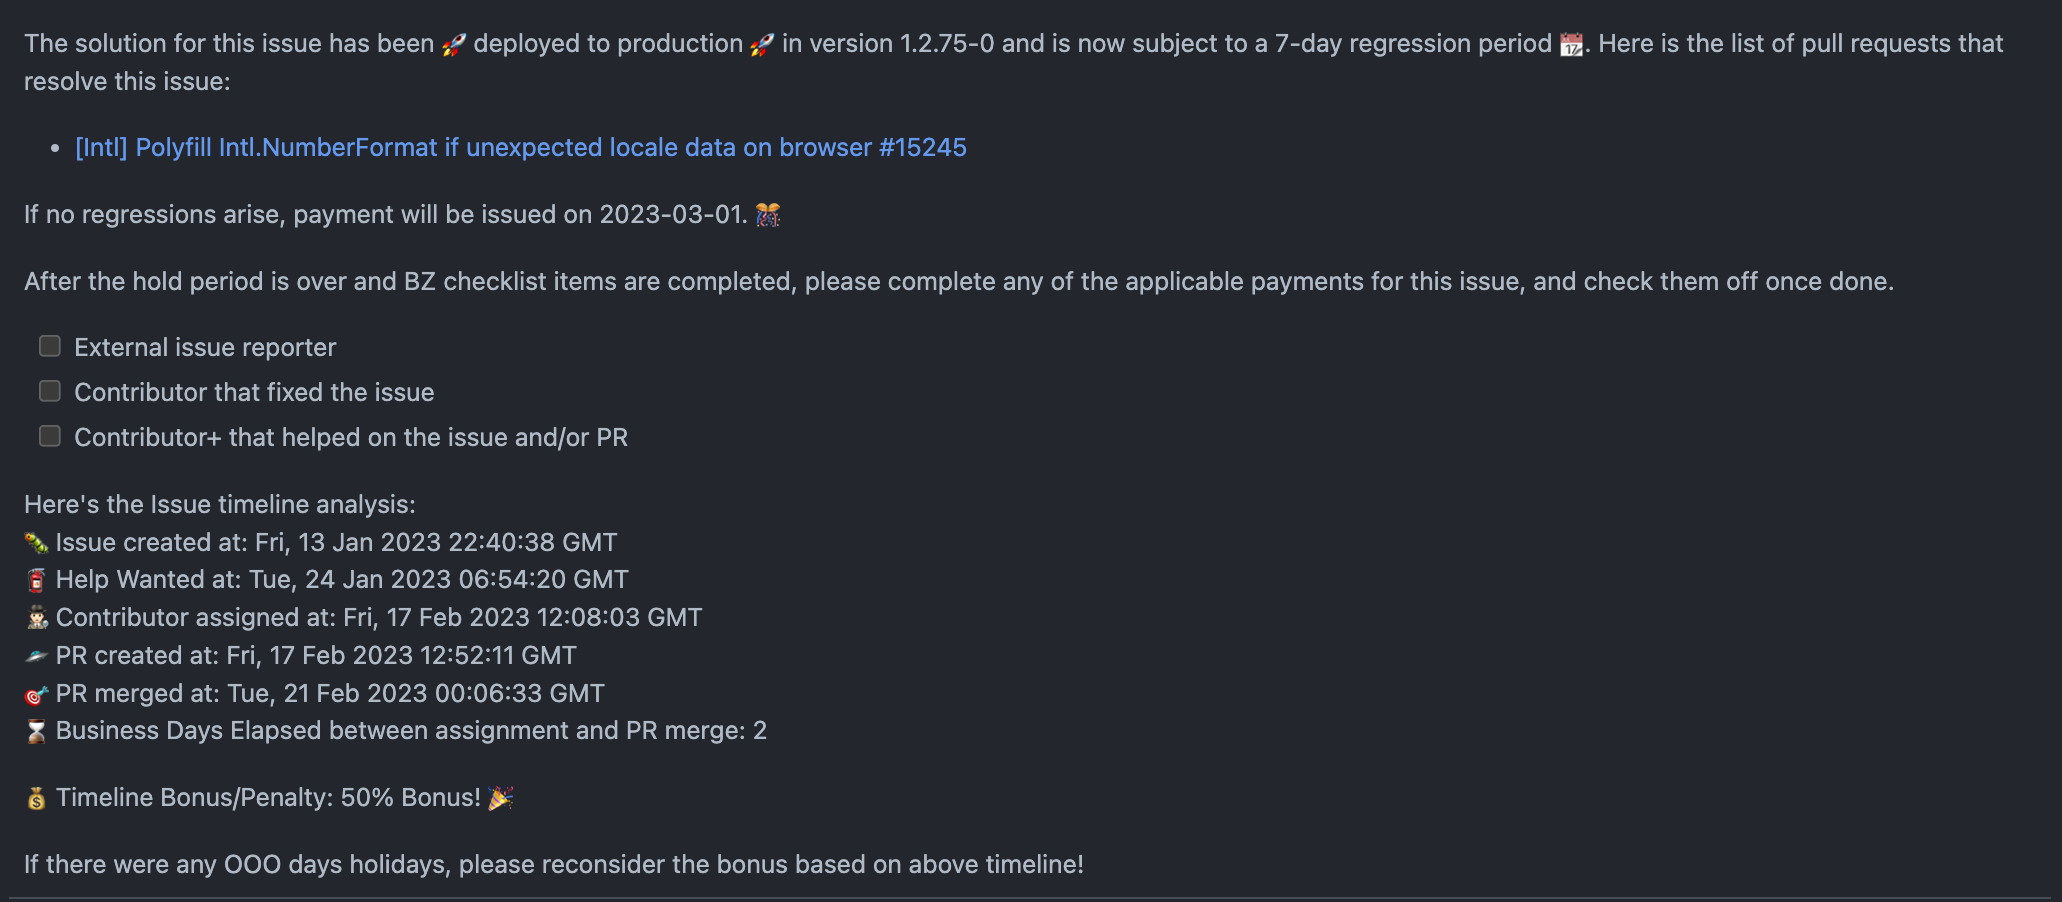 The solution for this issue has been 🚀 deployed to production 🚀 in version 1.2.75-0 and is now subject to a 7-day regression period 📆. Here is the list of pull requests that
resolve this issue:
• [Intl] Polyfill Intl.NumberFormat if unexpected locale data on browser #15245
If no regressions arise, payment will be issued on 2023-03-01. 🎊
After the hold period is over and BZ checklist items are completed, please complete any of the applicable payments for this issue, and check them off once done.
External issue reporter
Contributor that fixed the issue
Contributor+ that helped on the issue and/or PR
Here's the Issue timeline analysis:
🐛 Issue created at: Fri, 13 Jan 2023 22:40:38 GMT
🧯 Help Wanted at: Tue, 24 Jan 2023 06:54:20 GMT
🕵🏻 Contributor assigned at: Fri, 17 Feb 2023 12:08:03 GMT
🛸 PR created at: Fri, 17 Feb 2023 12:52:11 GMT
🎯 PR merged at: Tue, 21 Feb 2023 00:06:33 GMT
⌛ Business Days Elapsed between assignment and PR merge: 2
💰 Timeline Bonus/Penalty: 50% Bonus! 🎉
If there were any OOO days holidays, please reconsider the bonus based on above timeline!